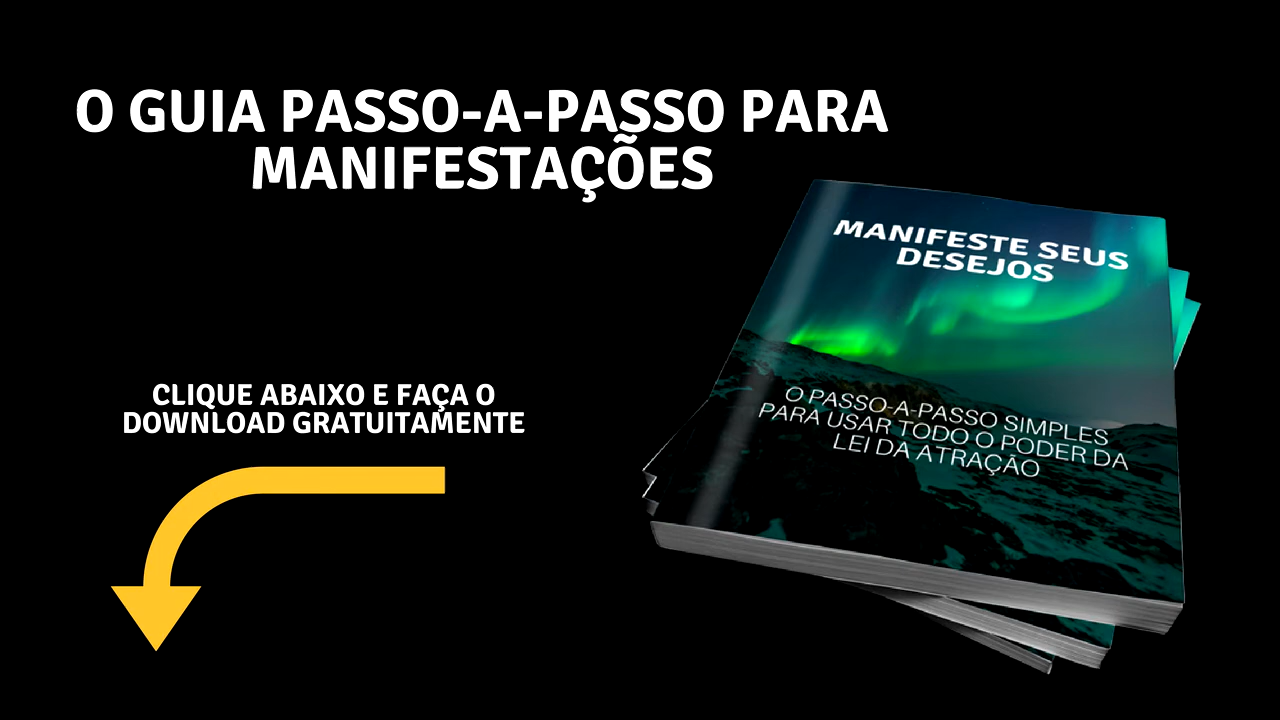 O GUIA PASSO-A-PASSO PARA
MANIFESTAÇÕES
MANIFESTE SEUS
DESEJOS
O PASSO-A-PASSO SIMPLES
PARA USAR TODO O PODER DA
LEI DA ATRAÇÃO
CLIQUE ABAIXO E FAÇA O
DOWNLOAD GRATUITAMENTE